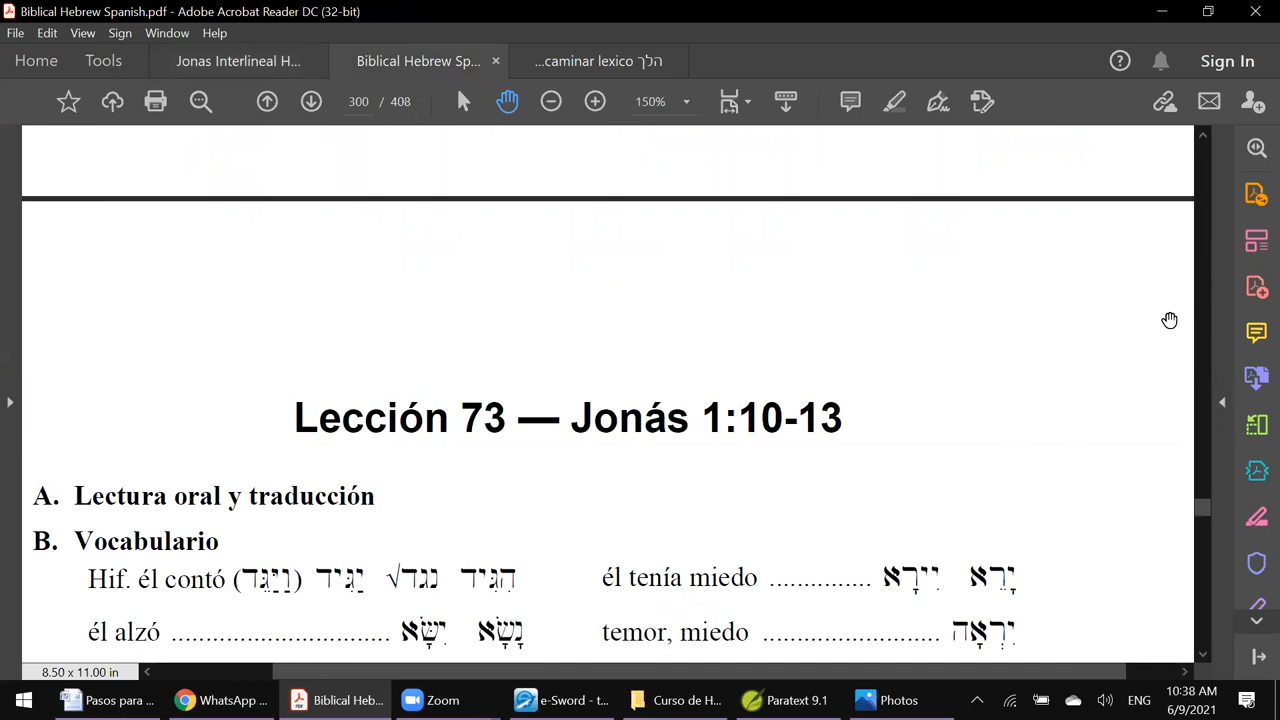 Biblical Hebrew Spanish.pdf - Adobe Acrobat Reader DC (32-bit)
File Edit View Sign Window Help
Home Tools Jonas Interlineal H... Biblical Hebrew Sp... × ...caminar lexico הלך Sign In
300 / 408 150%
Lección 73 — Jonás 1:10-13
A. Lectura oral y traducción
B. Vocabulario
Hif. él contó (וַיַּגֵּד) יַגִּיד √נגד הִגִּיד él tenía miedo ............... יִירָא יָרֵא
él alzó ................................ יִשָּׂא נָשָׂא temor, miedo .......................... יִרְאָה
8.50 x 11.00 in
Pasos para ... WhatsApp ... Biblical Heb... Zoom e-Sword - t... Curso de H... Paratext 9.1 Photos ENG 10:38 AM
6/9/2021